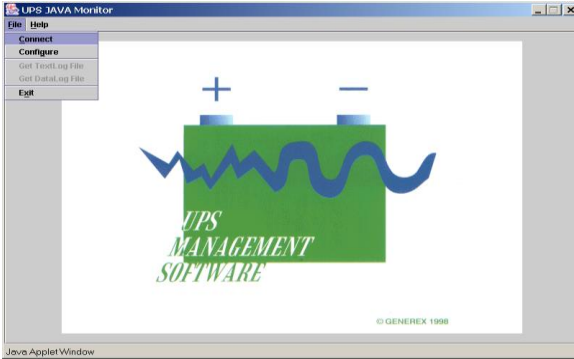 UPS JAVA Monitor
File Help
Connect
Configure
Get TextLog File
Get DataLog File
Exit
+ −
UPS
MANAGEMENT
SOFTWARE
© GENEREX 1998
Java Applet Window